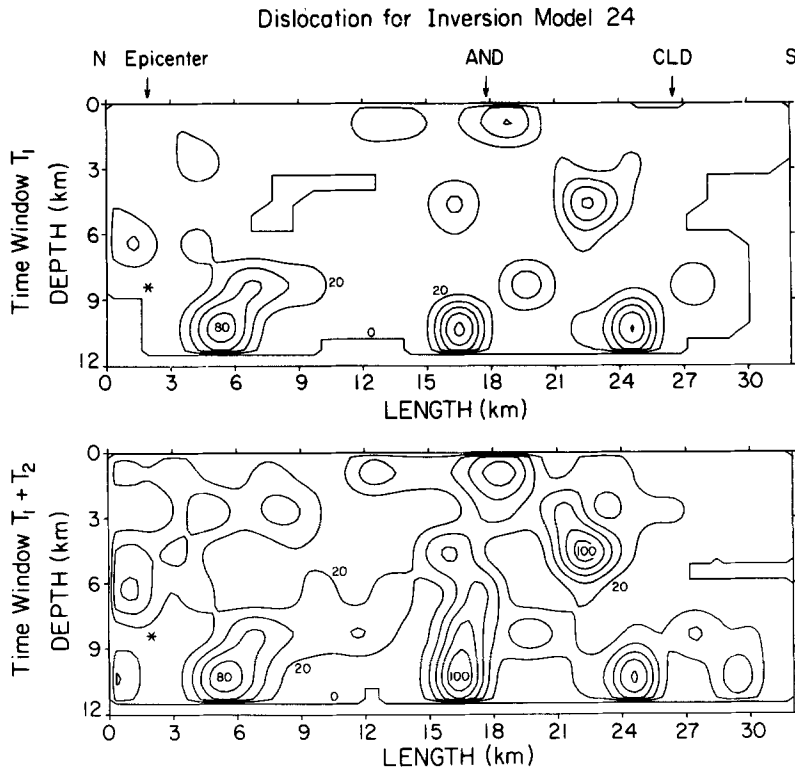 Dislocation for Inversion Model 24
N Epicenter AND CLD S
Time Window T1
DEPTH (km)
0
3
6
9
12
20
20
80
0
0 3 6 9 12 15 18 21 24 27 30
LENGTH (km)
Time Window T1 + T2
DEPTH (km)
0
3
6
9
12
100
20
20
20
80
100
0
0 3 6 9 12 15 18 21 24 27 30
LENGTH (km)